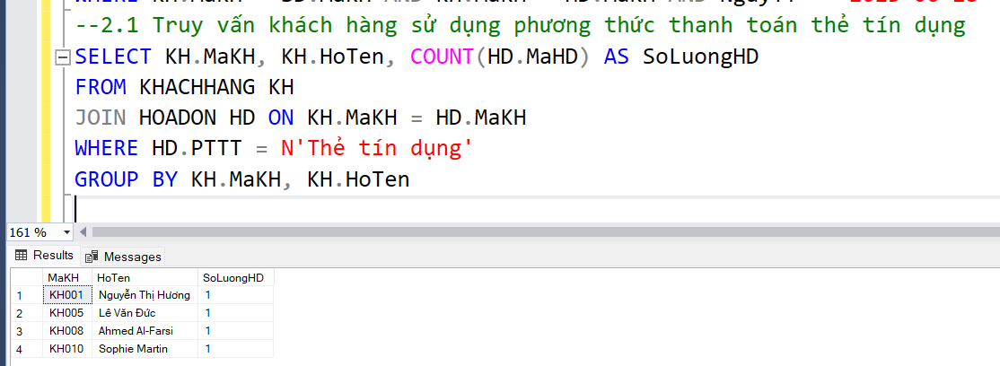 --2.1 Truy vấn khách hàng sử dụng phương thức thanh toán thẻ tín dụng
SELECT KH.MaKH, KH.HoTen, COUNT(HD.MaHD) AS SoLuongHD
FROM KHACHHANG KH
JOIN HOADON HD ON KH.MaKH = HD.MaKH
WHERE HD.PTTT = N'Thẻ tín dụng'
GROUP BY KH.MaKH, KH.HoTen
161 %
Results Messages
MaKH HoTen SoLuongHD
1 KH001 Nguyễn Thị Hương 1
2 KH005 Lê Văn Đức 1
3 KH008 Ahmed Al-Farsi 1
4 KH010 Sophie Martin 1